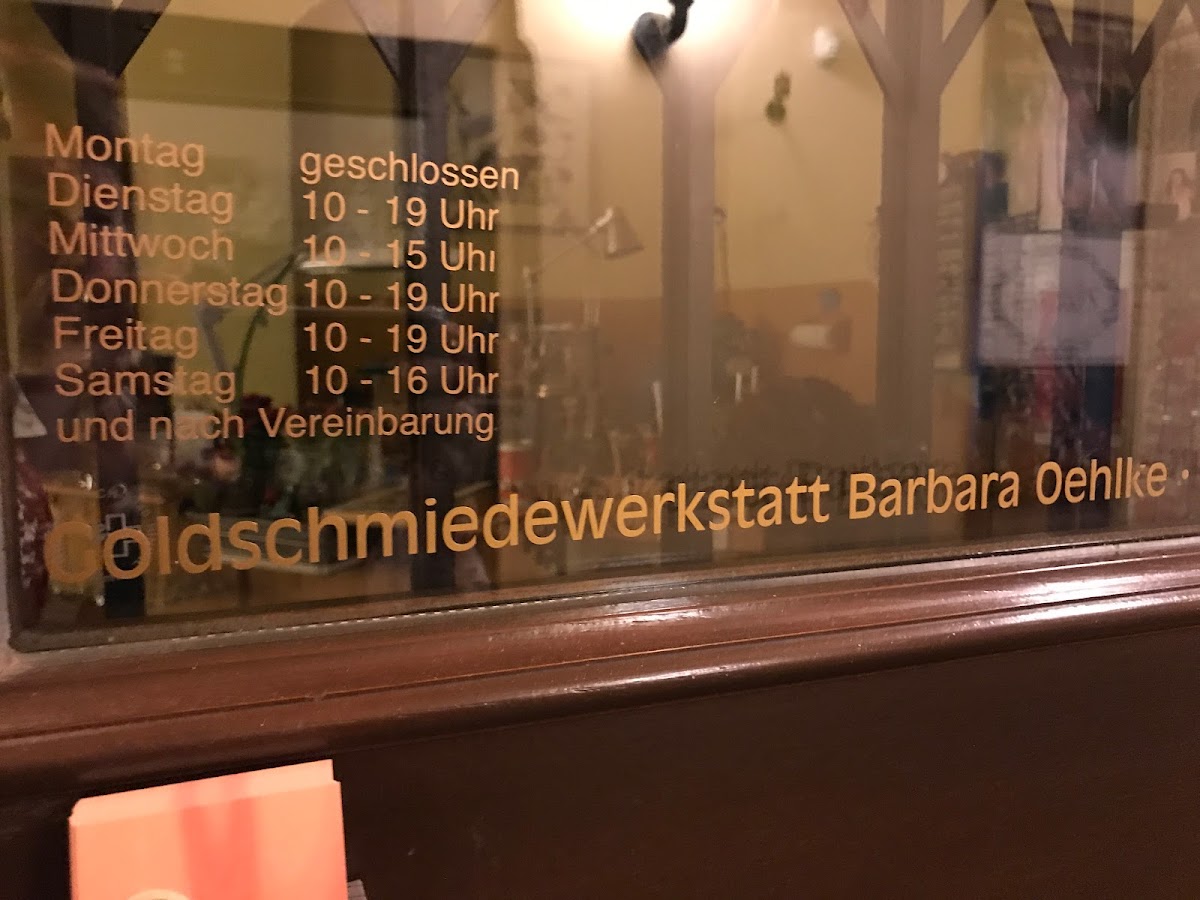 Montag geschlossen
Dienstag 10 - 19 Uhr
Mittwoch 10 - 15 Uhr
Donnerstag 10 - 19 Uhr
Freitag 10 - 19 Uhr
Samstag 10 - 16 Uhr
und nach Vereinbarung
Goldschmiedewerkstatt Barbara Oehlke ·